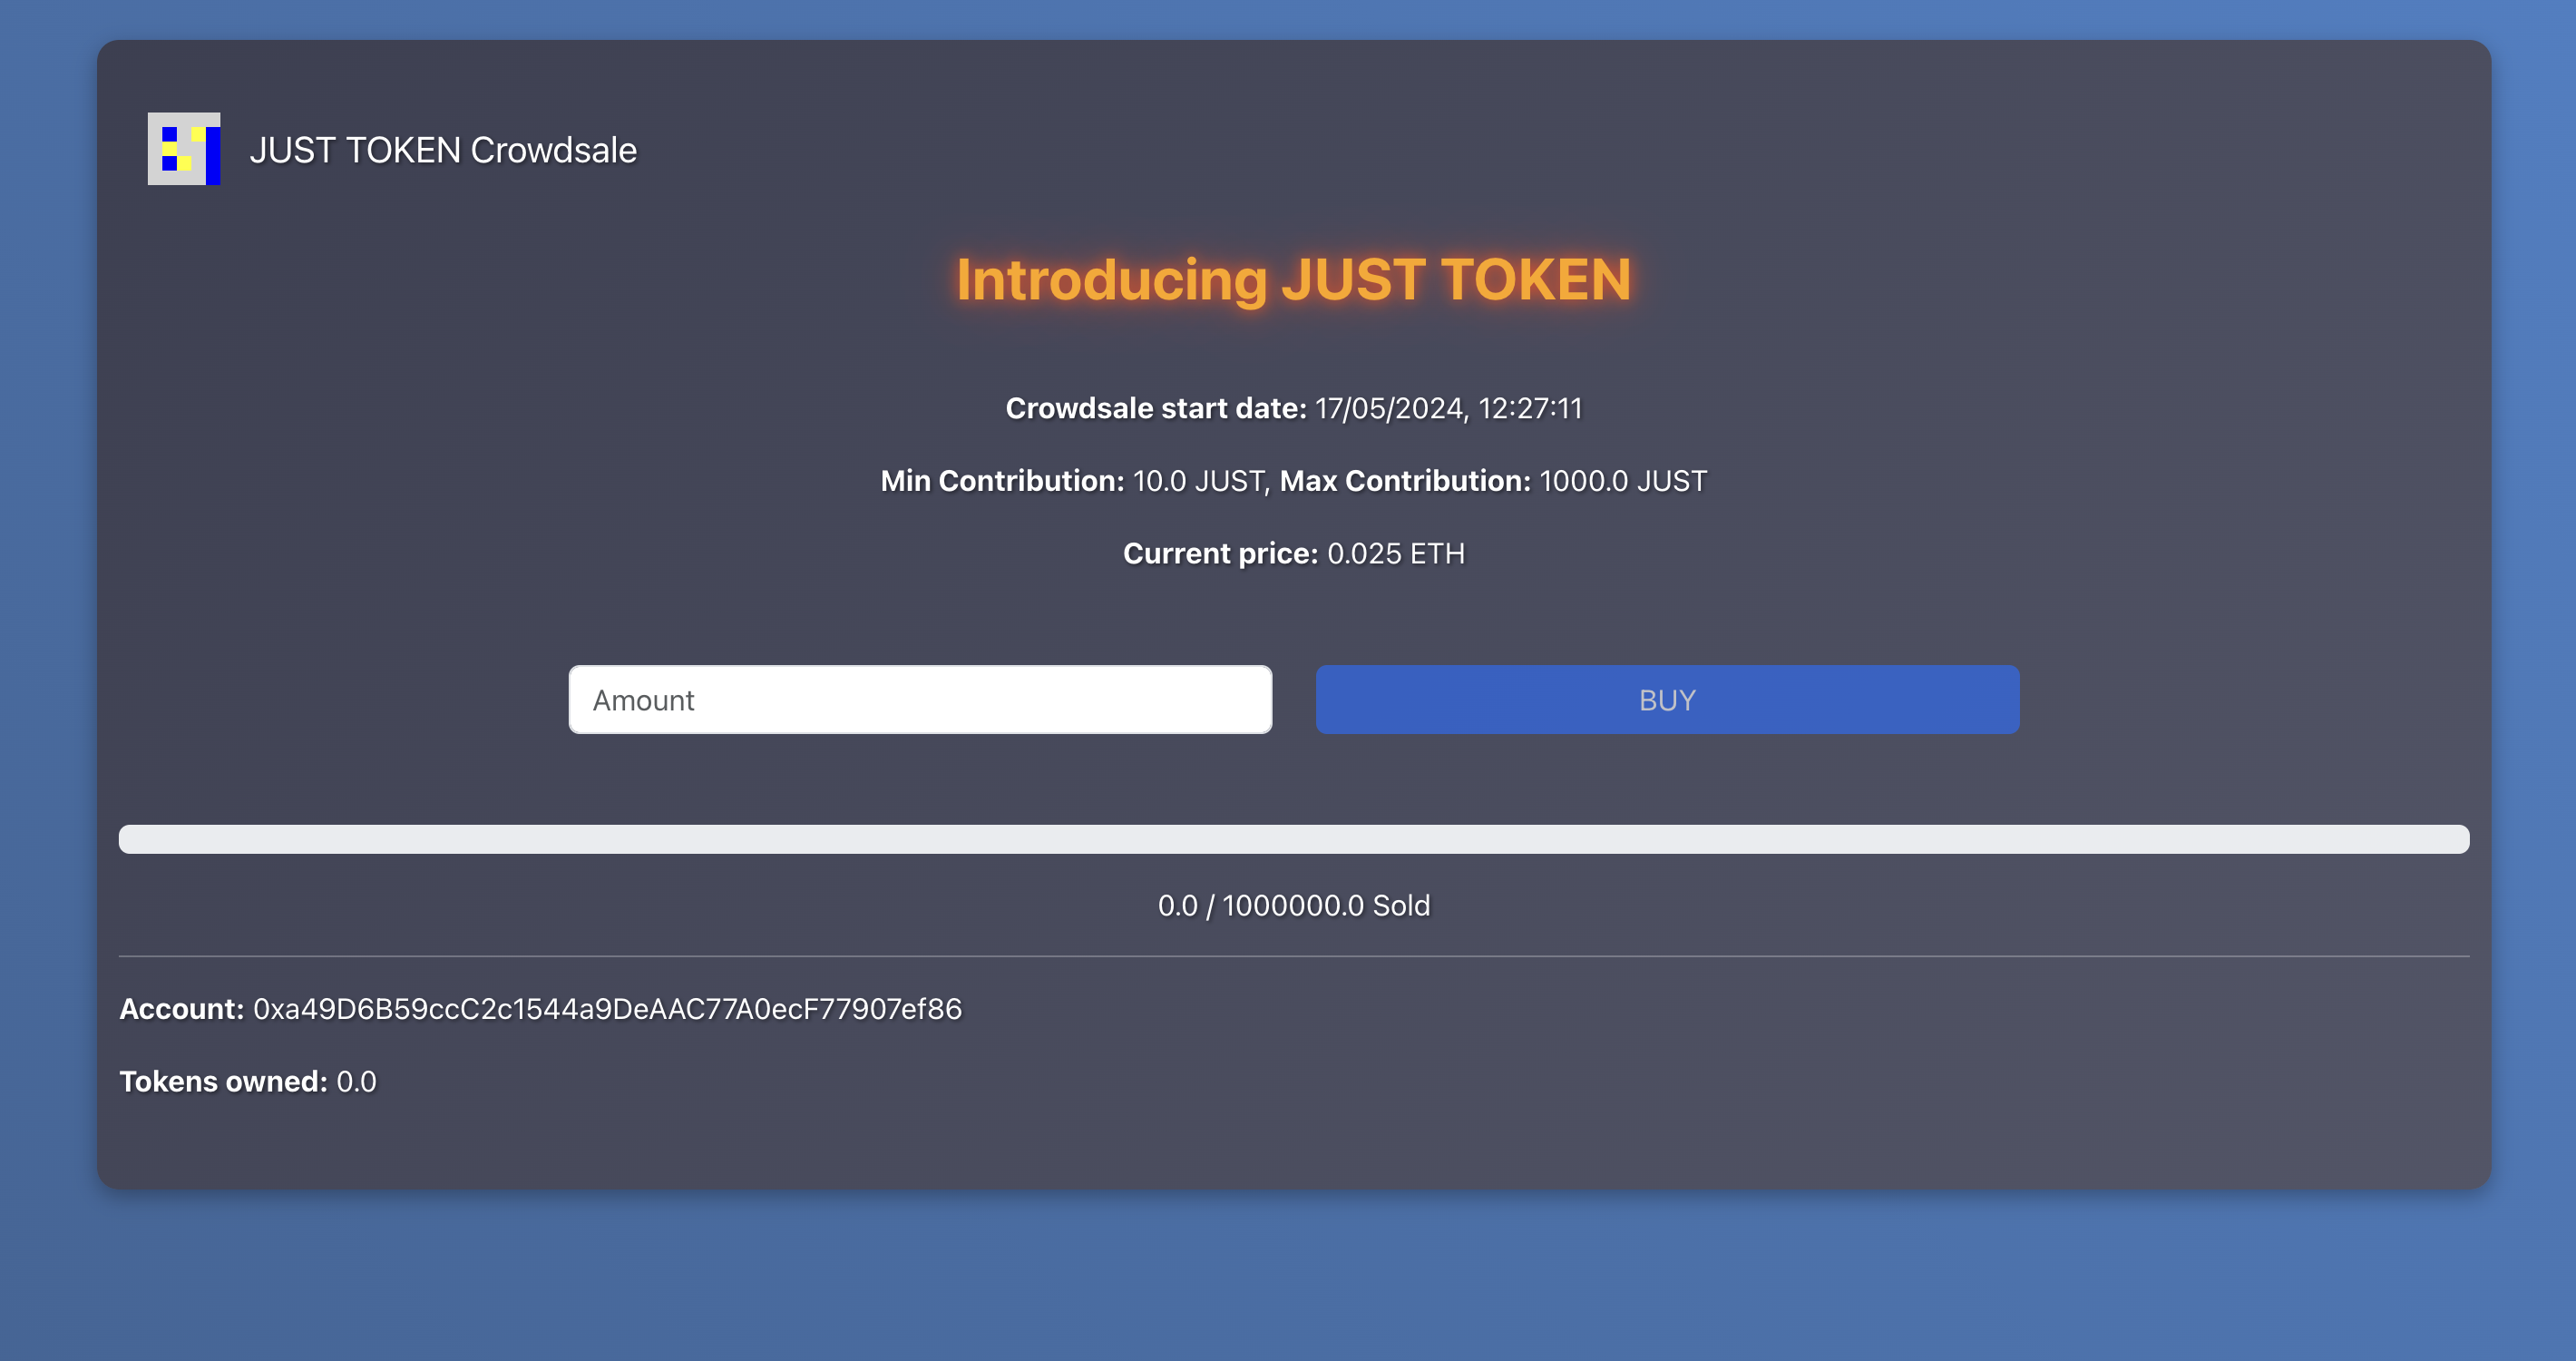 JUST TOKEN Crowdsale
Introducing JUST TOKEN
Crowdsale start date: 17/05/2024, 12:27:11
Min Contribution: 10.0 JUST, Max Contribution: 1000.0 JUST
Current price: 0.025 ETH
Amount
BUY
0.0 / 1000000.0 Sold
Account: 0xa49D6B59ccC2c1544a9DeAAC77A0ecF77907ef86
Tokens owned: 0.0